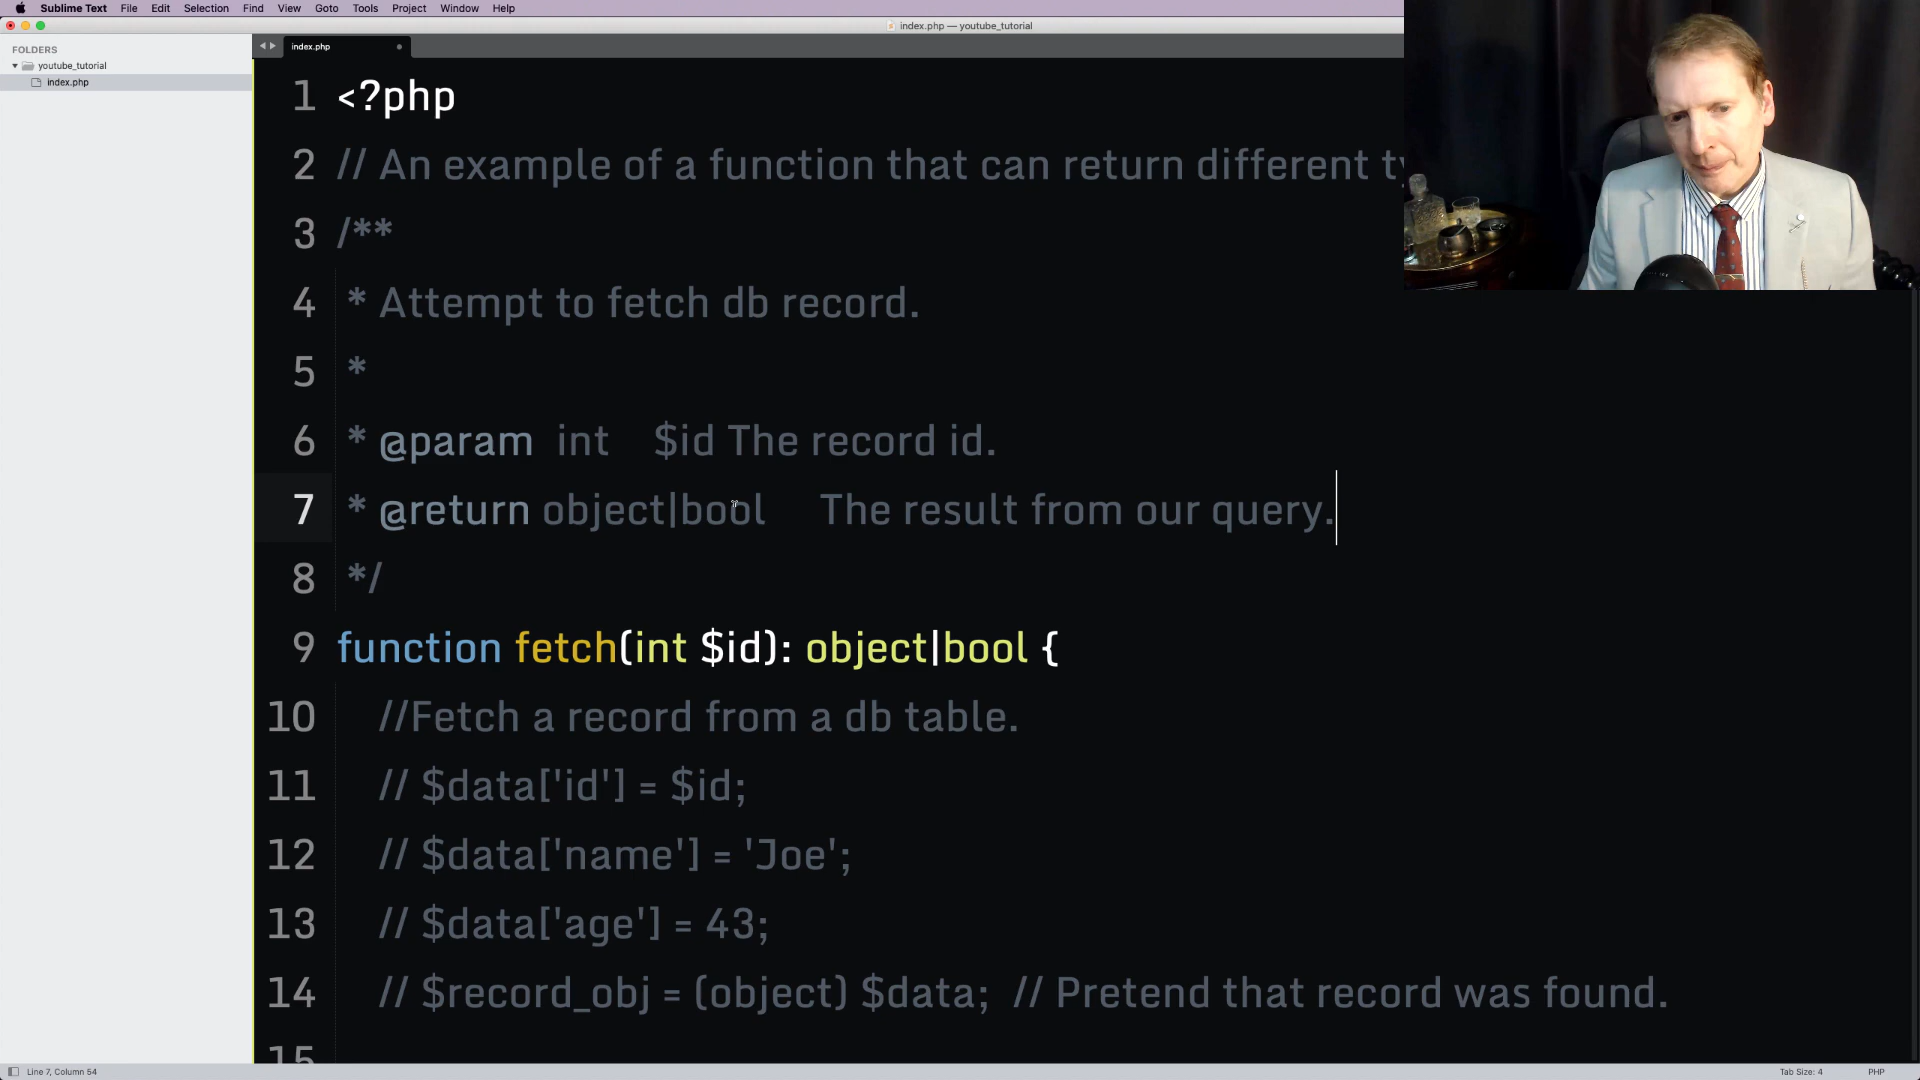 Sublime Text File Edit Selection Find View Goto Tools Project Window Help
index.php — youtube_tutorial
FOLDERS
youtube_tutorial
index.php
index.php
1 <?php
2 // An example of a function that can return different ty
3 /**
4 * Attempt to fetch db record.
5 *
6 * @param int $id The record id.
7 * @return object|bool The result from our query.
8 */
9 function fetch(int $id): object|bool {
10 //Fetch a record from a db table.
11 // $data['id'] = $id;
12 // $data['name'] = 'Joe';
13 // $data['age'] = 43;
14 // $record_obj = (object) $data; // Pretend that record was found.
15
Line 7, Column 54 Tab Size: 4 PHP